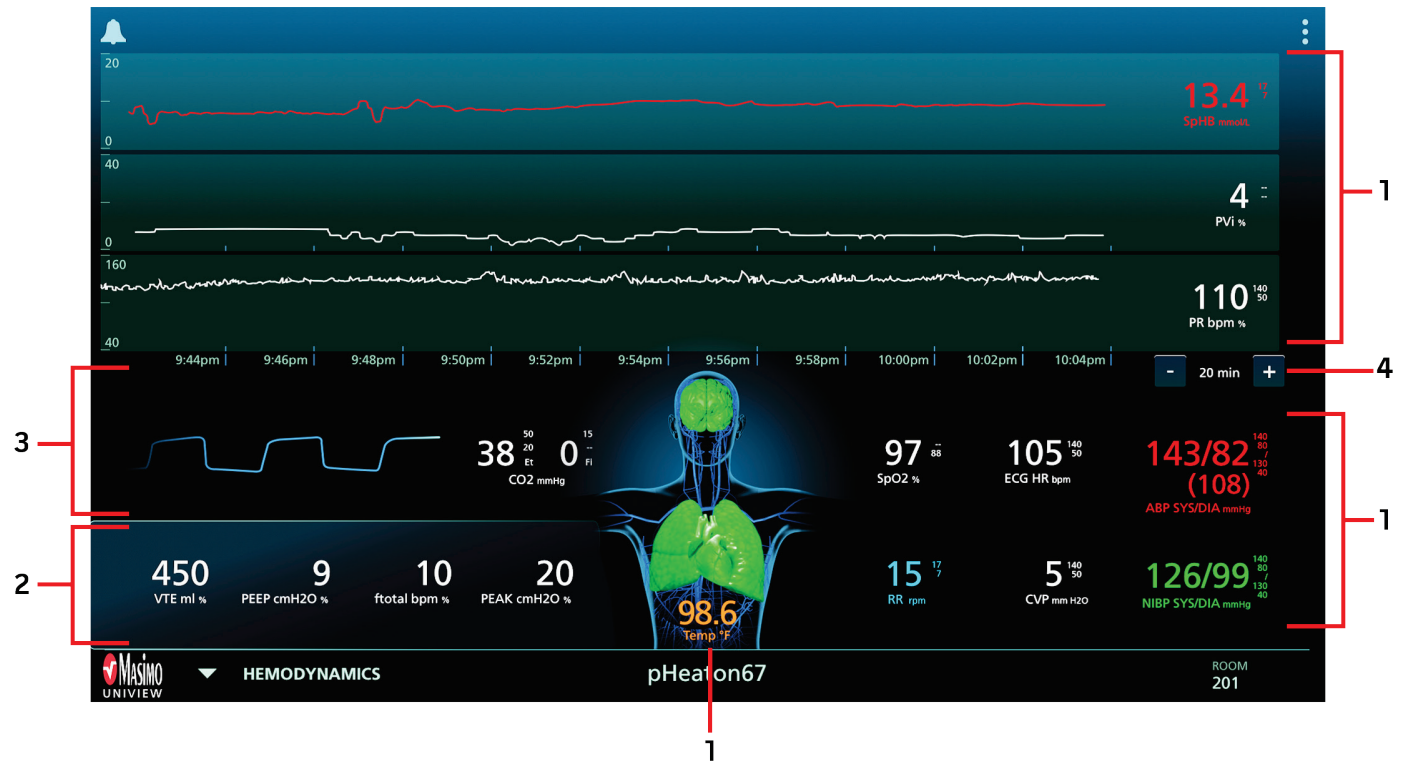 20
0
13.4
17
7
SpHB mmol/L
40
0
4
--
--
PVi %
160
40
110
140
50
PR bpm %
1
9:44pm
9:46pm
9:48pm
9:50pm
9:52pm
9:54pm
9:56pm
9:58pm
10:00pm
10:02pm
10:04pm
- 20 min +
4
3
38
50
20
Et
0
15
--
Fi
CO2 mmHg
97
--
88
SpO2 %
105
140
50
ECG HR bpm
143/82
(108)
140
80
/
130
40
ABP SYS/DIA mmHg
1
2
450
VTE ml %
9
PEEP cmH2O %
10
ftotal bpm %
20
PEAK cmH2O %
98.6
Temp °F
15
17
7
RR rpm
5
140
50
CVP mm H2O
126/99
140
80
/
130
40
NIBP SYS/DIA mmHg
MASIMO
UNIVIEW
HEMODYNAMICS
pHeaton67
ROOM
201
1